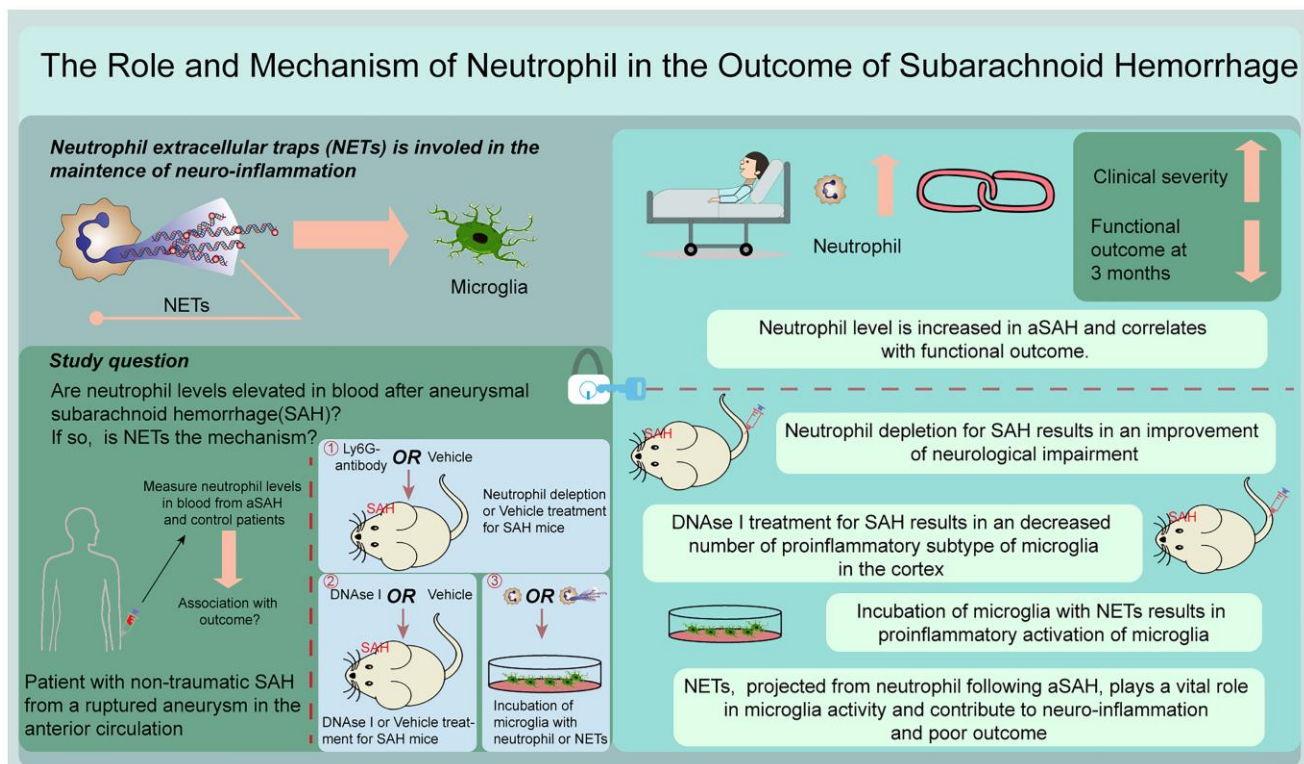 The Role and Mechanism of Neutrophil in the Outcome of Subarachnoid Hemorrhage
Neutrophil extracellular traps (NETs) is involed in the
maintence of neuro-inflammation
NETs
Microglia
Study question
Are neutrophil levels elevated in blood after aneurysmal
subarachnoid hemorrhage(SAH)?
If so, is NETs the mechanism?
Measure neutrophil levels
in blood from aSAH
and control patients
Association with
outcome?
Patient with non-traumatic SAH
from a ruptured aneurysm in the
anterior circulation
① Ly6G-
antibody OR Vehicle
SAH
Neutrophil deleption
or Vehicle treatment
for SAH mice
②
DNAse I OR Vehicle
SAH
DNAse I or Vehicle treat-
ment for SAH mice
③
OR
Incubation of
microglia with
neutrophil or NETs
Neutrophil
Clinical severity
Functional
outcome at
3 months
Neutrophil level is increased in aSAH and correlates
with functional outcome.
SAH
Neutrophil depletion for SAH results in an improvement
of neurological impairment
DNAse I treatment for SAH results in an decreased
number of proinflammatory subtype of microglia
in the cortex
SAH
Incubation of microglia with NETs results in
proinflammatory activation of microglia
NETs, projected from neutrophil following aSAH, plays a vital role
in microglia activity and contribute to neuro-inflammation
and poor outcome